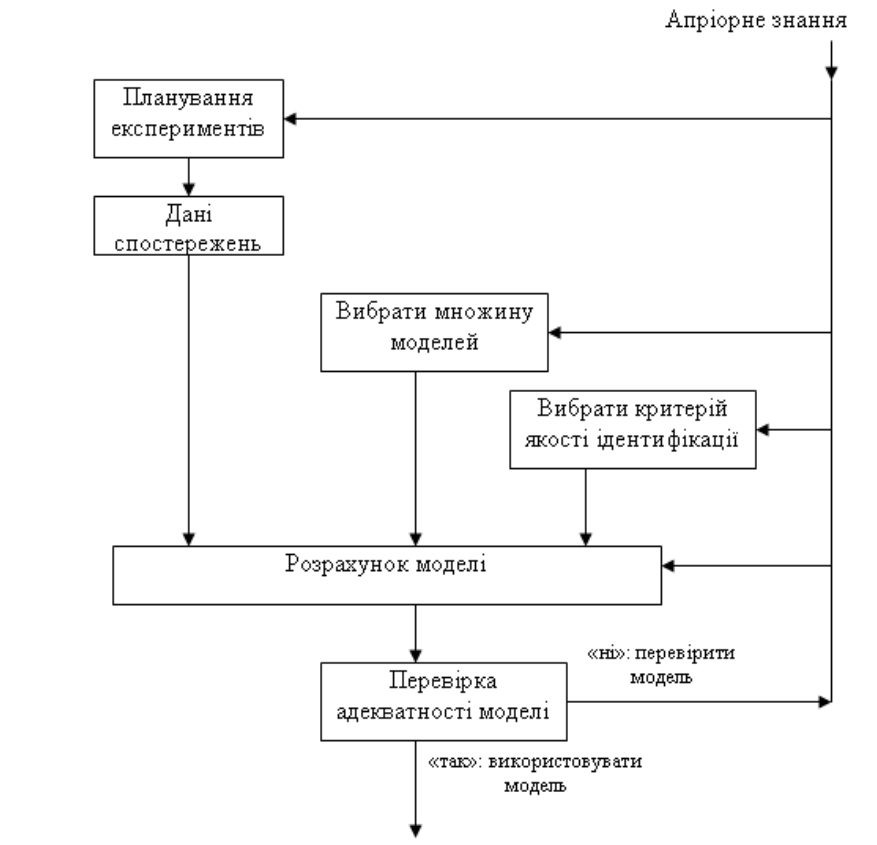 Апріорне знання
Планування
експериментів
Дані
спостережень
Вибрати множину
моделей
Вибрати критерій
якості ідентифікації
Розрахунок моделі
«ні»: перевірити
модель
Перевірка
адекватності моделі
«так»: використовувати
модель